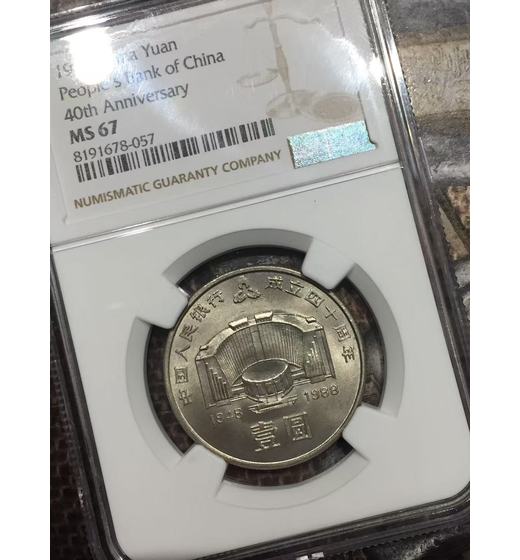 Yuan
People's Bank of China
40th Anniversary
MS 67
8191678-057
NUMISMATIC GUARANTY COMPANY
中国人民银行 成立四十周年
1948 1988
壹圆